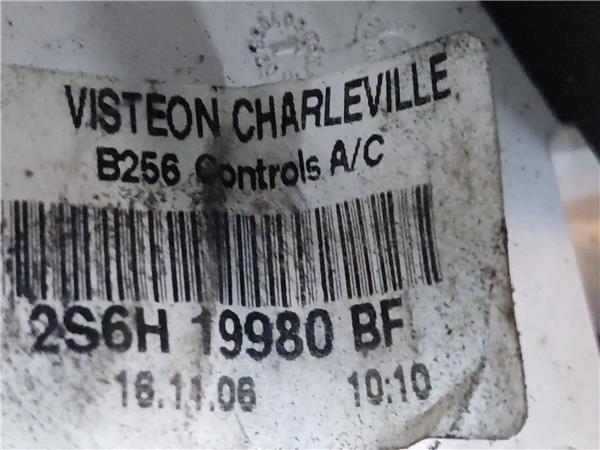 VISTEON CHARLEVILLE
B256 Controls A/C
2S6H 19980 BF
16.11.06 10:10